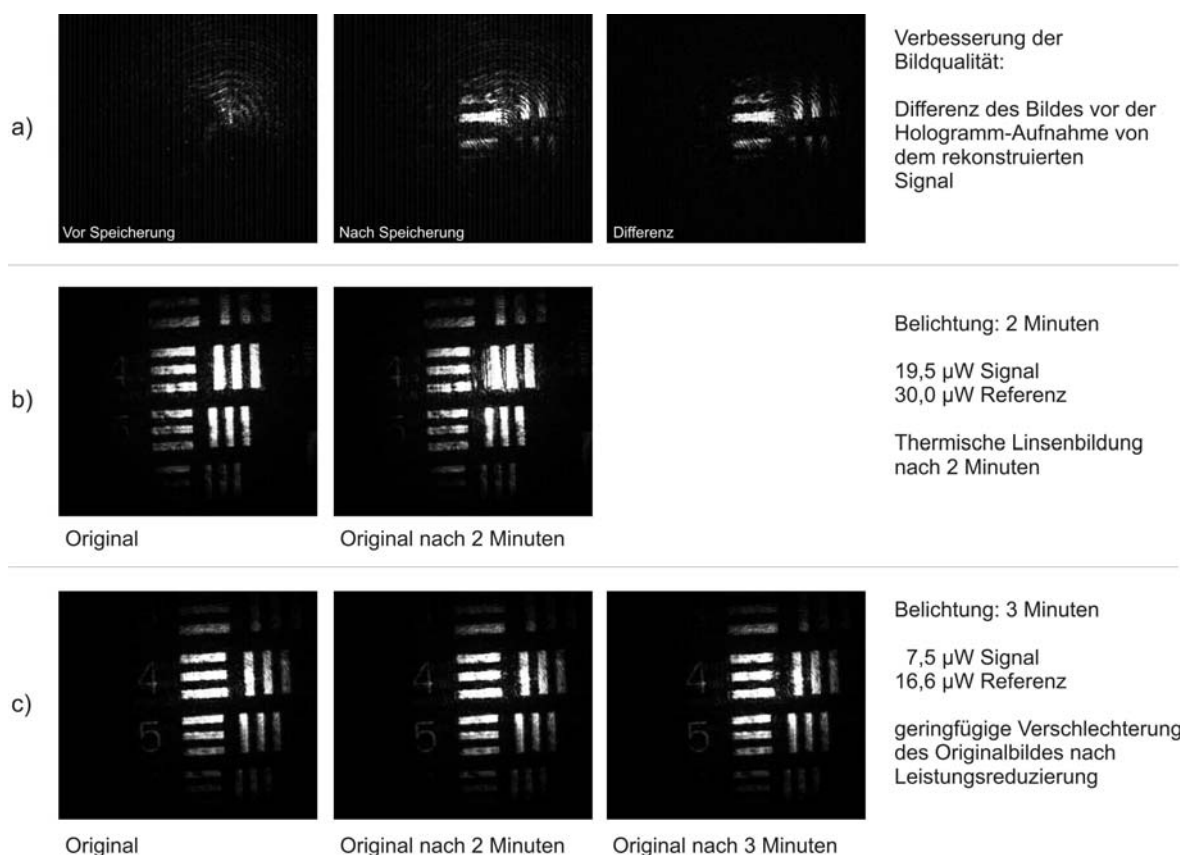 a)
Vor Speicherung
Nach Speicherung
Differenz
Verbesserung der
Bildqualität:
Differenz des Bildes vor der
Hologramm-Aufnahme von
dem rekonstruierten
Signal
b)
4
Original
Original nach 2 Minuten
Belichtung: 2 Minuten
19,5 µW Signal
30,0 µW Referenz
Thermische Linsenbildung
nach 2 Minuten
c)
4
5
4
5
4
5
Original
Original nach 2 Minuten
Original nach 3 Minuten
Belichtung: 3 Minuten
7,5 µW Signal
16,6 µW Referenz
geringfügige Verschlechterung
des Originalbildes nach
Leistungsreduzierung